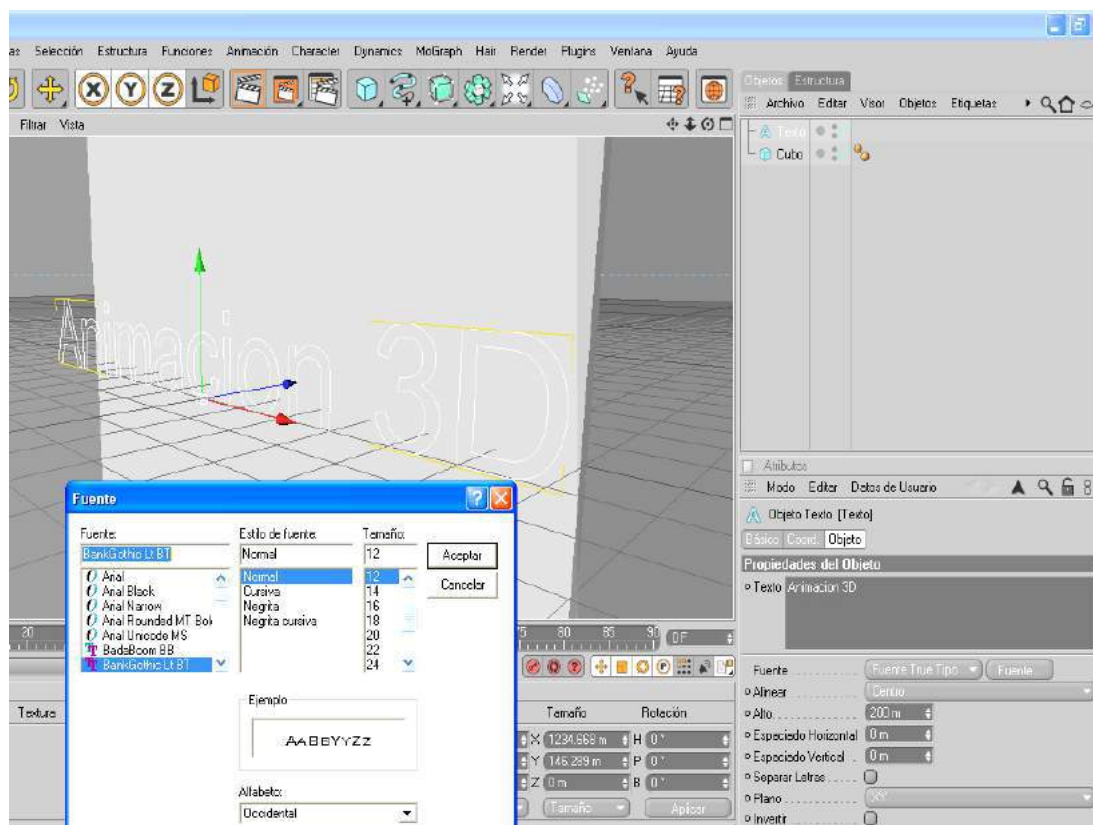 Selección Estructura Funciones Animación Character Dynamics MoGraph Hair Render Plugins Ventana Ayuda
X Y Z
Objetos Estructura
Archivo Editar Visor Objetos Etiquetas
Filtrar Vista
Texto
Cubo
Animacion 3D
Atributos
Modo Editar Datos de Usuario
Objeto Texto [Texto]
Básico Coord. Objeto
Propiedades del Objeto
Texto Animacion 3D
Fuente
Fuente: Estilo de fuente: Tamaño:
BankGothic Lt BT Normal 12 Aceptar
Cancelar
Arial Normal 12
Arial Black Cursiva 14
Arial Narrow Negrita 16
Arial Rounded MT Bol Negrita cursiva 18
Arial Unicode MS 20
BadaBoom BB 22
BankGothic Lt BT 24
20 75 80 85 90 0 F
Ejemplo
AABBYYZZ
Alfabeto:
Occidental
Textura
Tamaño Rotación
X 1234.668 m H 0 °
Y 146.289 m P 0 °
Z 0 m B 0 °
Tamaño Aplicar
Fuente Fuente True Tipo Fuente
Alinear Centro
Alto 200 m
Espaciado Horizontal 0 m
Espaciado Vertical 0 m
Separar Letras
Plano XY
Invertir